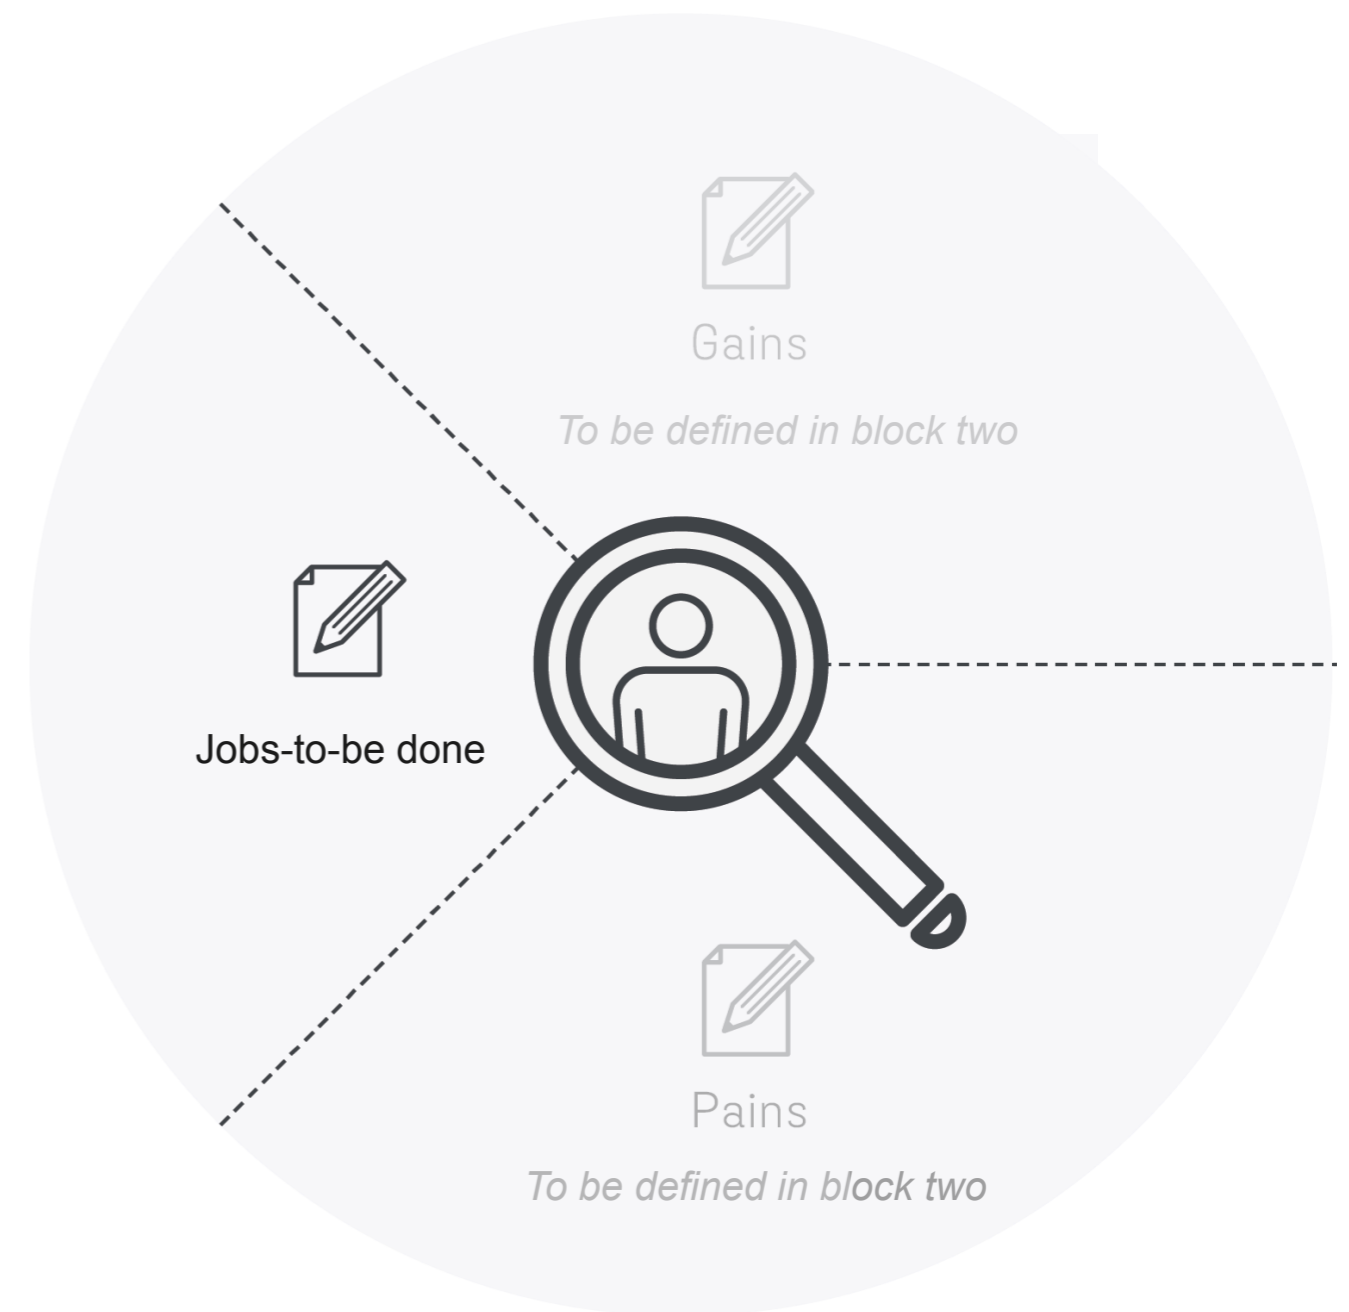 Gains
To be defined in block two
Jobs-to-be done
Pains
To be defined in block two